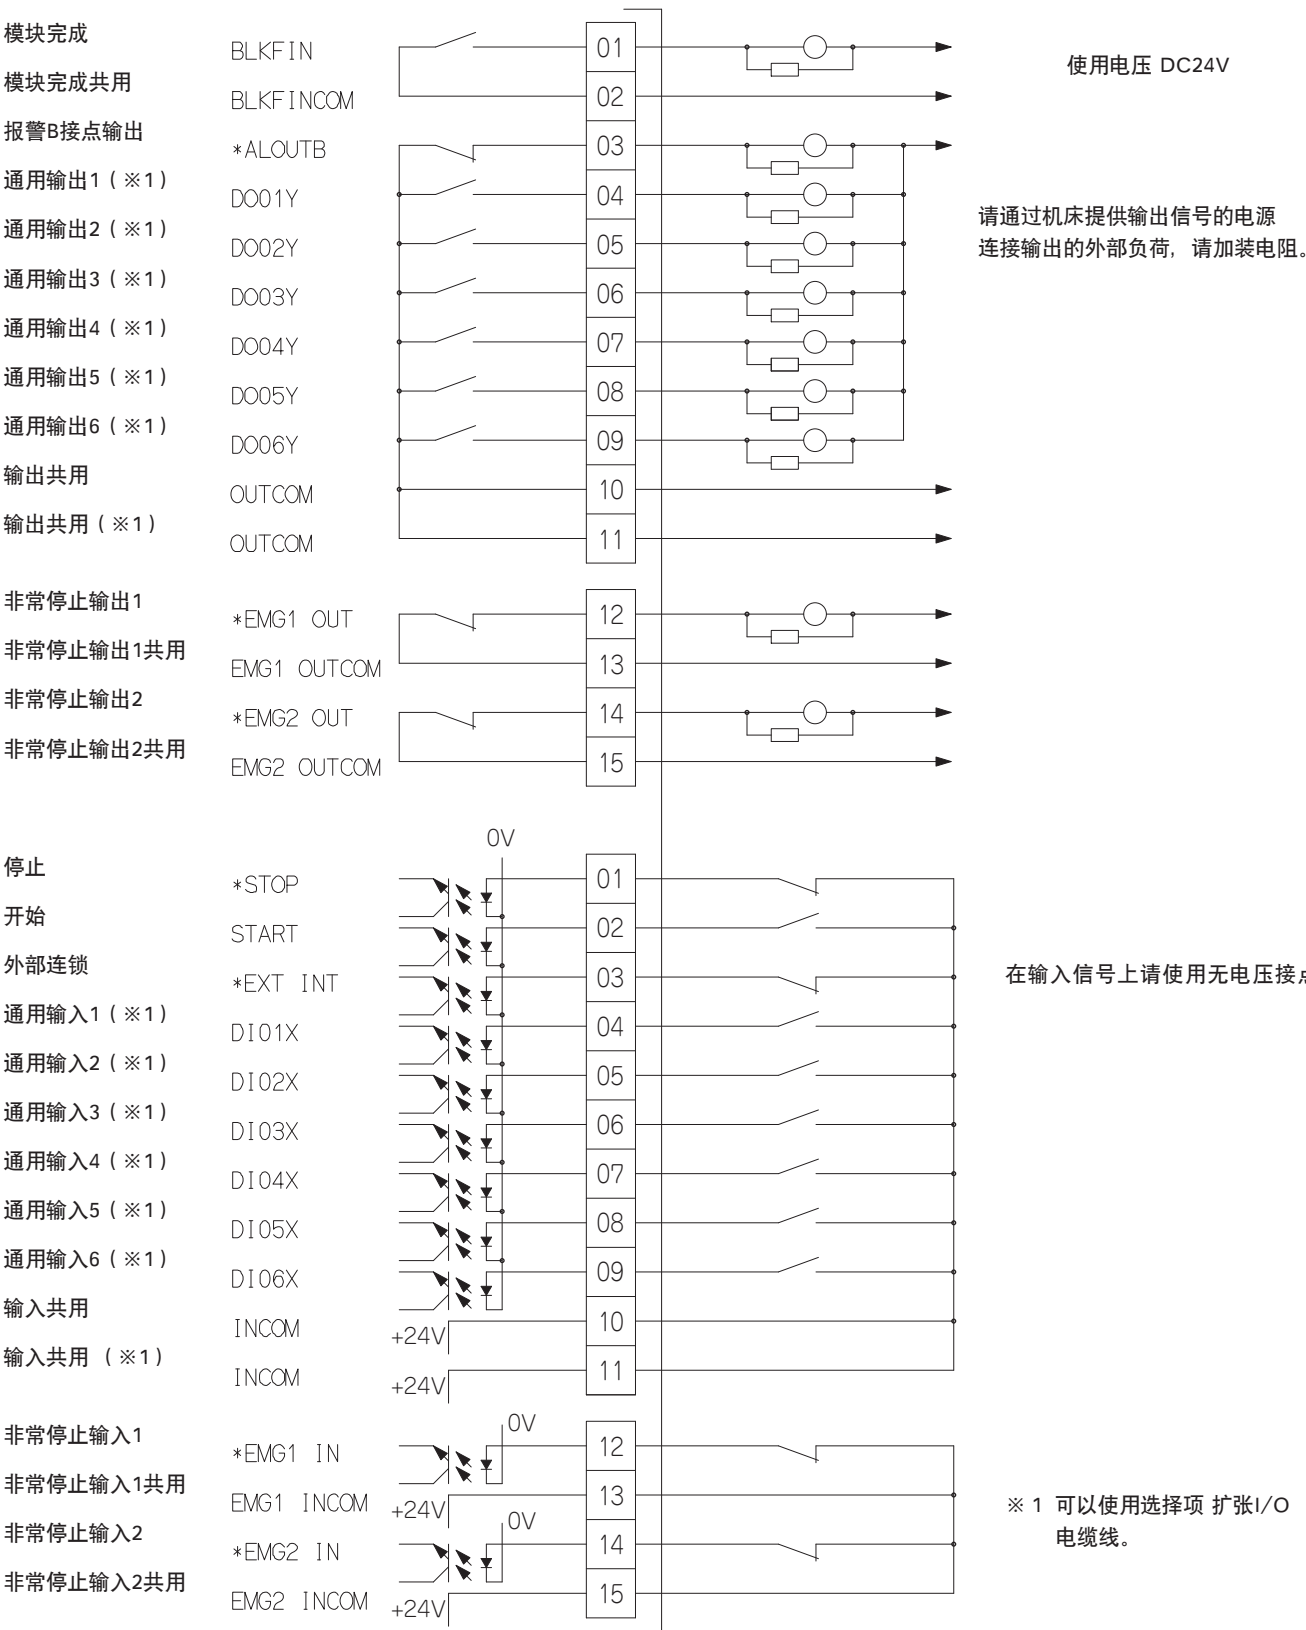 模块完成 BLKFIN 01
使用电压 DC24V
模块完成共用 BLKFINCOM 02
报警B接点输出 *ALOUTB 03
通用输出1(※1) DO01Y 04
请通过机床提供输出信号的电源
连接输出的外部负荷，请加装电阻。
通用输出2(※1) DO02Y 05
通用输出3(※1) DO03Y 06
通用输出4(※1) DO04Y 07
通用输出5(※1) DO05Y 08
通用输出6(※1) DO06Y 09
输出共用 OUTCOM 10
输出共用(※1) OUTCOM 11
非常停止输出1 *EMG1 OUT 12
非常停止输出1共用 EMG1 OUTCOM 13
非常停止输出2 *EMG2 OUT 14
非常停止输出2共用 EMG2 OUTCOM 15
0V
停止 *STOP 01
开始 START 02
外部连锁 *EXT INT 03
在输入信号上请使用无电压接点
通用输入1(※1) DI01X 04
通用输入2(※1) DI02X 05
通用输入3(※1) DI03X 06
通用输入4(※1) DI04X 07
通用输入5(※1) DI05X 08
通用输入6(※1) DI06X 09
输入共用 INCOM +24V 10
输入共用 (※1) INCOM +24V 11
0V
非常停止输入1 *EMG1 IN 12
非常停止输入1共用 EMG1 INCOM +24V 13
0V
非常停止输入2 *EMG2 IN 14
非常停止输入2共用 EMG2 INCOM +24V 15
※1 可以使用选择项 扩张I/O
电缆线。